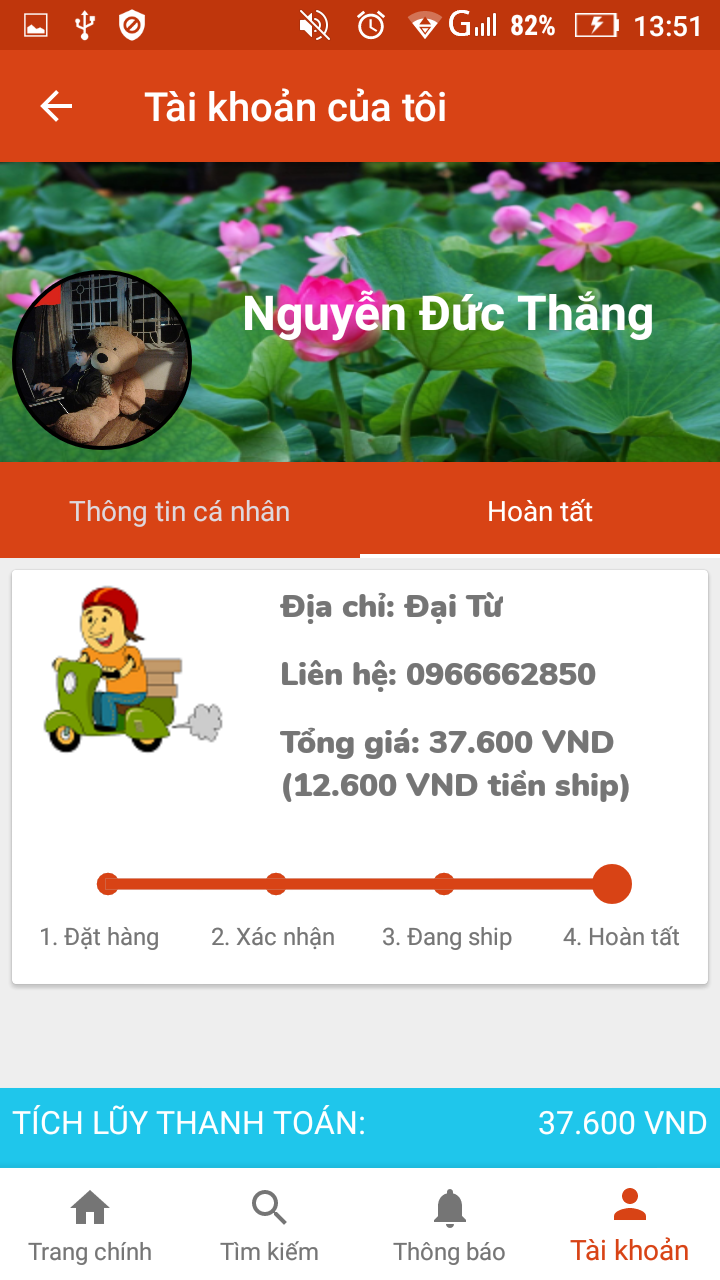 G 82% 13:51
Tài khoản của tôi
Nguyễn Đức Thắng
Thông tin cá nhân Hoàn tất
Địa chỉ: Đại Từ
Liên hệ: 0966662850
Tổng giá: 37.600 VND
(12.600 VND tiền ship)
1. Đặt hàng 2. Xác nhận 3. Đang ship 4. Hoàn tất
TÍCH LŨY THANH TOÁN: 37.600 VND
Trang chính Tìm kiếm Thông báo Tài khoản